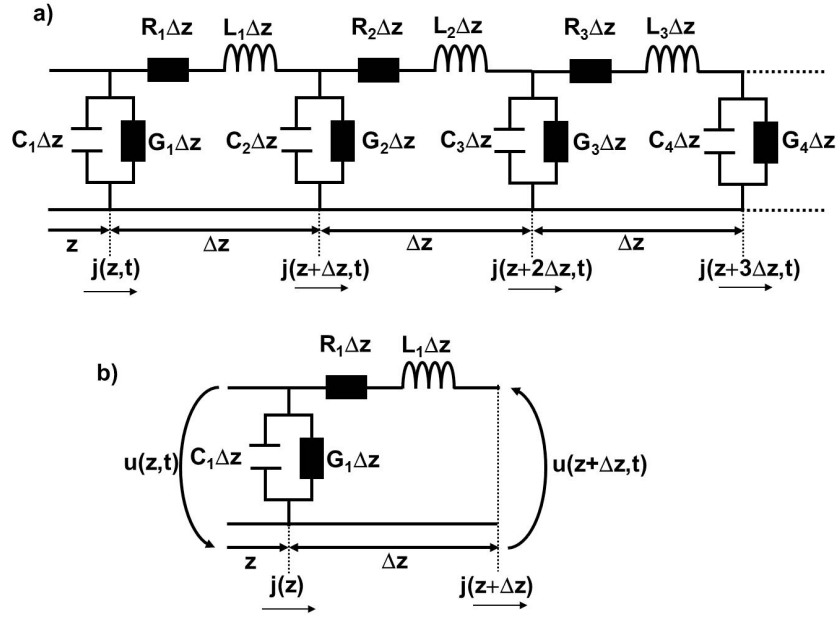 a)
R₁Δz L₁Δz R₂Δz L₂Δz R₃Δz L₃Δz
C₁Δz G₁Δz C₂Δz G₂Δz C₃Δz G₃Δz C₄Δz G₄Δz
z Δz Δz Δz
j(z,t) j(z+Δz,t) j(z+2Δz,t) j(z+3Δz,t)
b)
R₁Δz L₁Δz
u(z,t) C₁Δz G₁Δz u(z+Δz,t)
z Δz
j(z) j(z+Δz)